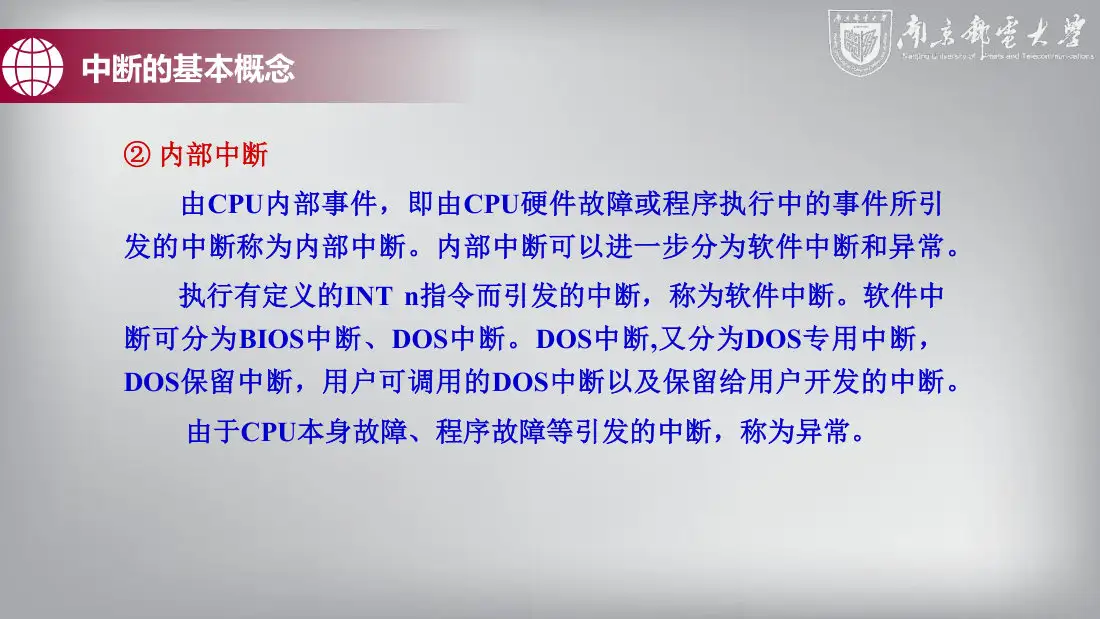 中断的基本概念
南京邮电大学
Nanjing University of Posts and Telecommunications
② 内部中断
由CPU内部事件，即由CPU硬件故障或程序执行中的事件所引
发的中断称为内部中断。内部中断可以进一步分为软件中断和异常。
执行有定义的INT n指令而引发的中断，称为软件中断。软件中
断可分为BIOS中断、DOS中断。DOS中断,又分为DOS专用中断，
DOS保留中断，用户可调用的DOS中断以及保留给用户开发的中断。
由于CPU本身故障、程序故障等引发的中断，称为异常。